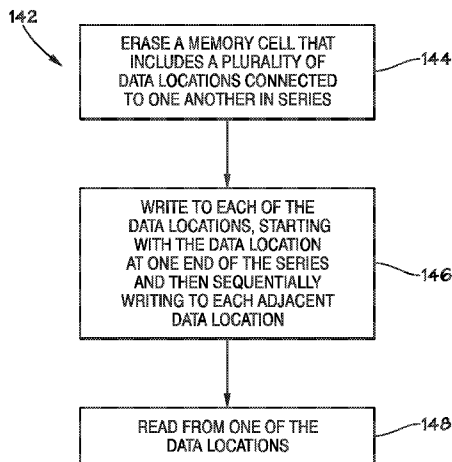 142
ERASE A MEMORY CELL THAT
INCLUDES A PLURALITY OF
DATA LOCATIONS CONNECTED
TO ONE ANOTHER IN SERIES
144
WRITE TO EACH OF THE
DATA LOCATIONS, STARTING
WITH THE DATA LOCATION
AT ONE END OF THE SERIES
AND THEN SEQUENTIALLY
WRITING TO EACH ADJACENT
DATA LOCATION
146
READ FROM ONE OF THE
DATA LOCATIONS
148